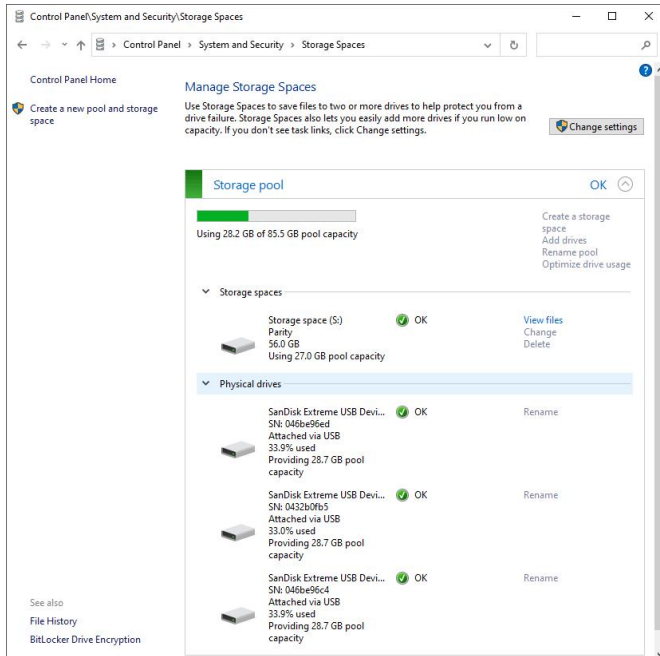 Control Panel\System and Security\Storage Spaces
Control Panel > System and Security > Storage Spaces
Control Panel Home
Create a new pool and storage
space
Manage Storage Spaces
Use Storage Spaces to save files to two or more drives to help protect you from a
drive failure. Storage Spaces also lets you easily add more drives if you run low on
capacity. If you don't see task links, click Change settings.
Change settings
Storage pool
OK
Using 28.2 GB of 85.5 GB pool capacity
Create a storage
space
Add drives
Rename pool
Optimize drive usage
Storage spaces
Storage space (S:)
Parity
56.0 GB
Using 27.0 GB pool capacity
OK
View files
Change
Delete
Physical drives
SanDisk Extreme USB Devi...
SN: 046be96ed
Attached via USB
33.9% used
Providing 28.7 GB pool
capacity
OK
Rename
SanDisk Extreme USB Devi...
SN: 0432b0fb5
Attached via USB
33.0% used
Providing 28.7 GB pool
capacity
OK
Rename
SanDisk Extreme USB Devi...
SN: 046be96c4
Attached via USB
33.9% used
Providing 28.7 GB pool
capacity
OK
Rename
See also
File History
BitLocker Drive Encryption